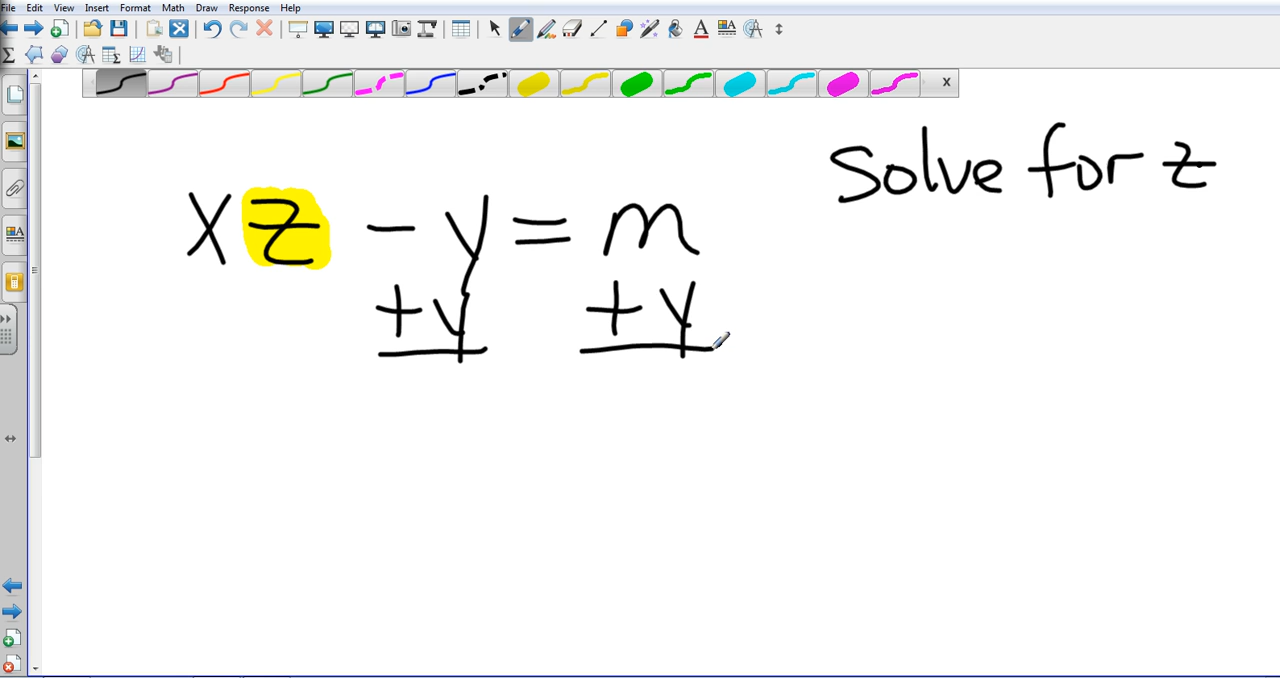 File Edit View Insert Format Math Draw Response Help
x
Solve for z
xz - y = m
+y +y